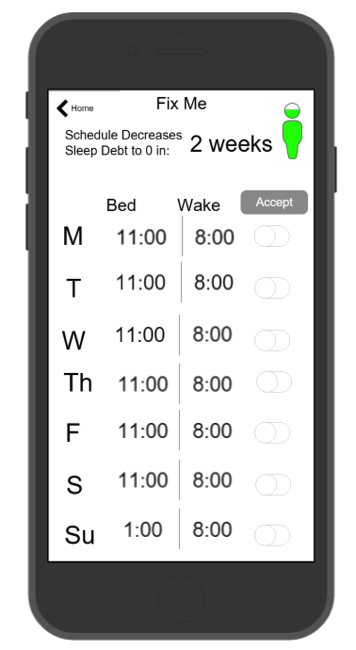 Home
Fix Me
Schedule Decreases
Sleep Debt to 0 in:
2 weeks
Bed Wake Accept
M 11:00 8:00
T 11:00 8:00
W 11:00 8:00
Th 11:00 8:00
F 11:00 8:00
S 11:00 8:00
Su 1:00 8:00